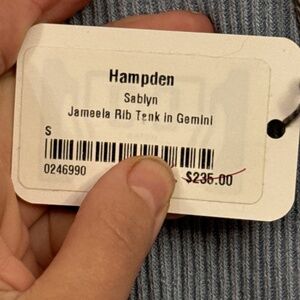 Hampden
Sablyn
Jameela Rib Tank in Gemini
S
0246990 $235.00